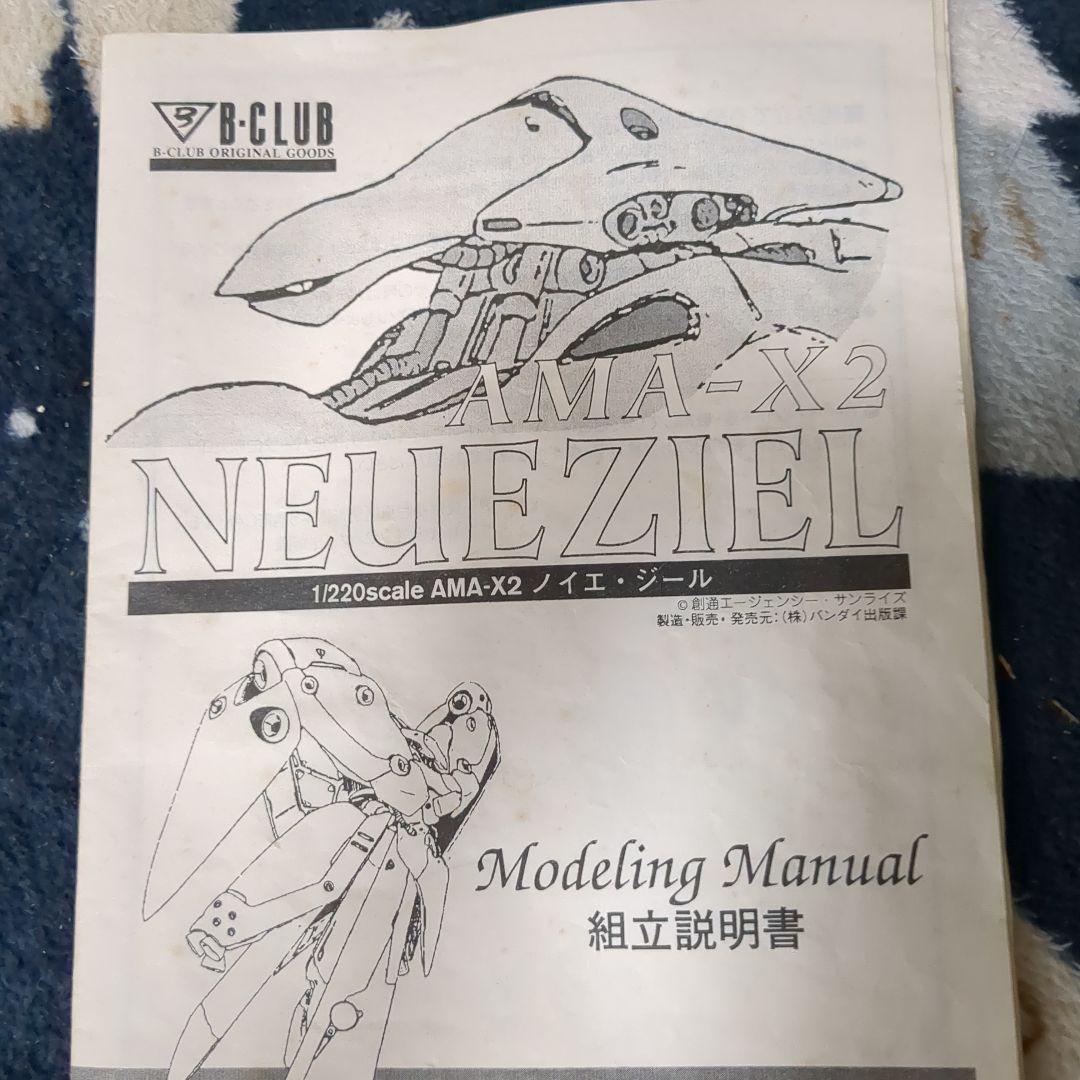 B-CLUB
B-CLUB ORIGINAL GOODS
AMA-X2
NEUEZIEL
1/220scale AMA-X2 ノイエ・ジール
©創通エージェンシー・サンライズ
製造・販売・発売元:(株)バンダイ出版課
Modeling Manual
組立説明書